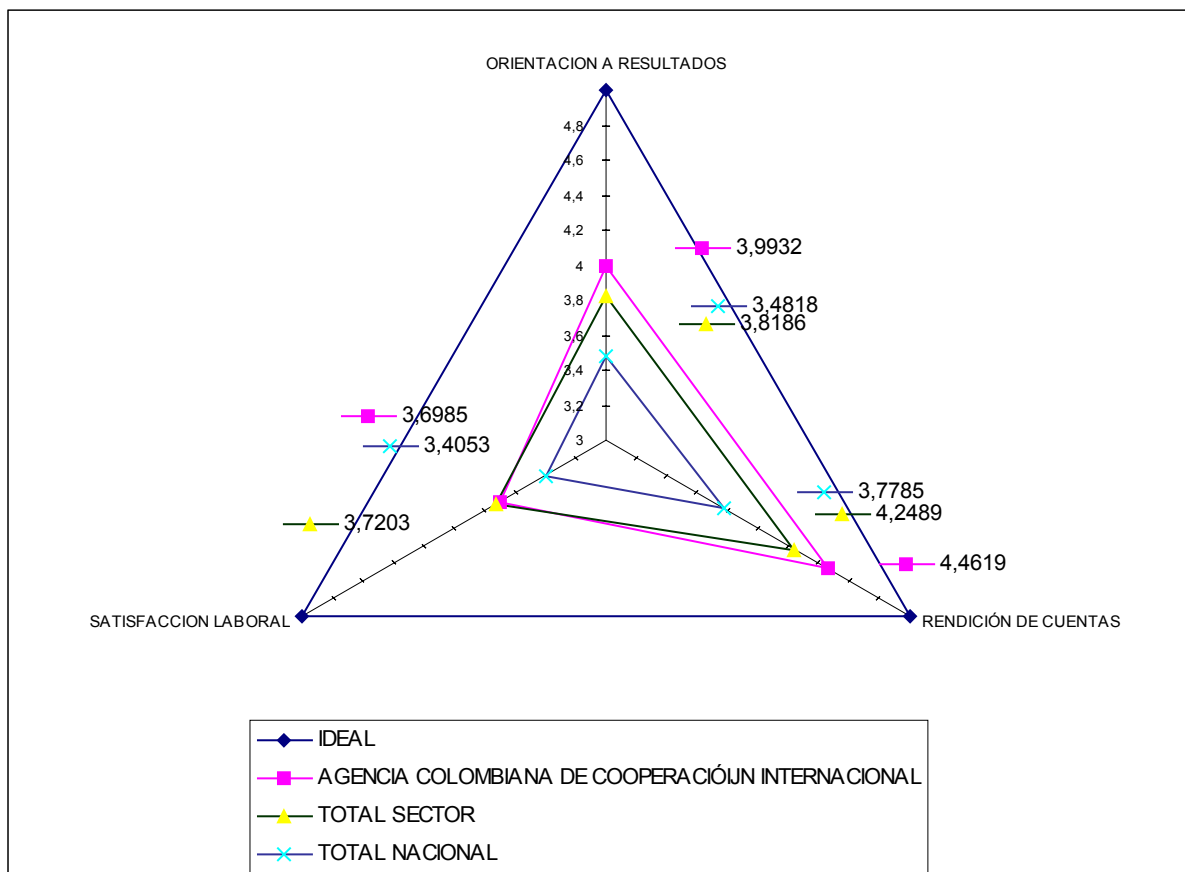 ORIENTACION A RESULTADOS
4,8
4,6
4,4
4,2
4
3,8
3,6
3,4
3,2
3
3,9932
3,4818
3,8186
3,6985
3,4053
3,7203
3,7785
4,2489
4,4619
SATISFACCION LABORAL
RENDICIÓN DE CUENTAS
IDEAL
AGENCIA COLOMBIANA DE COOPERACIÓIJN INTERNACIONAL
TOTAL SECTOR
TOTAL NACIONAL